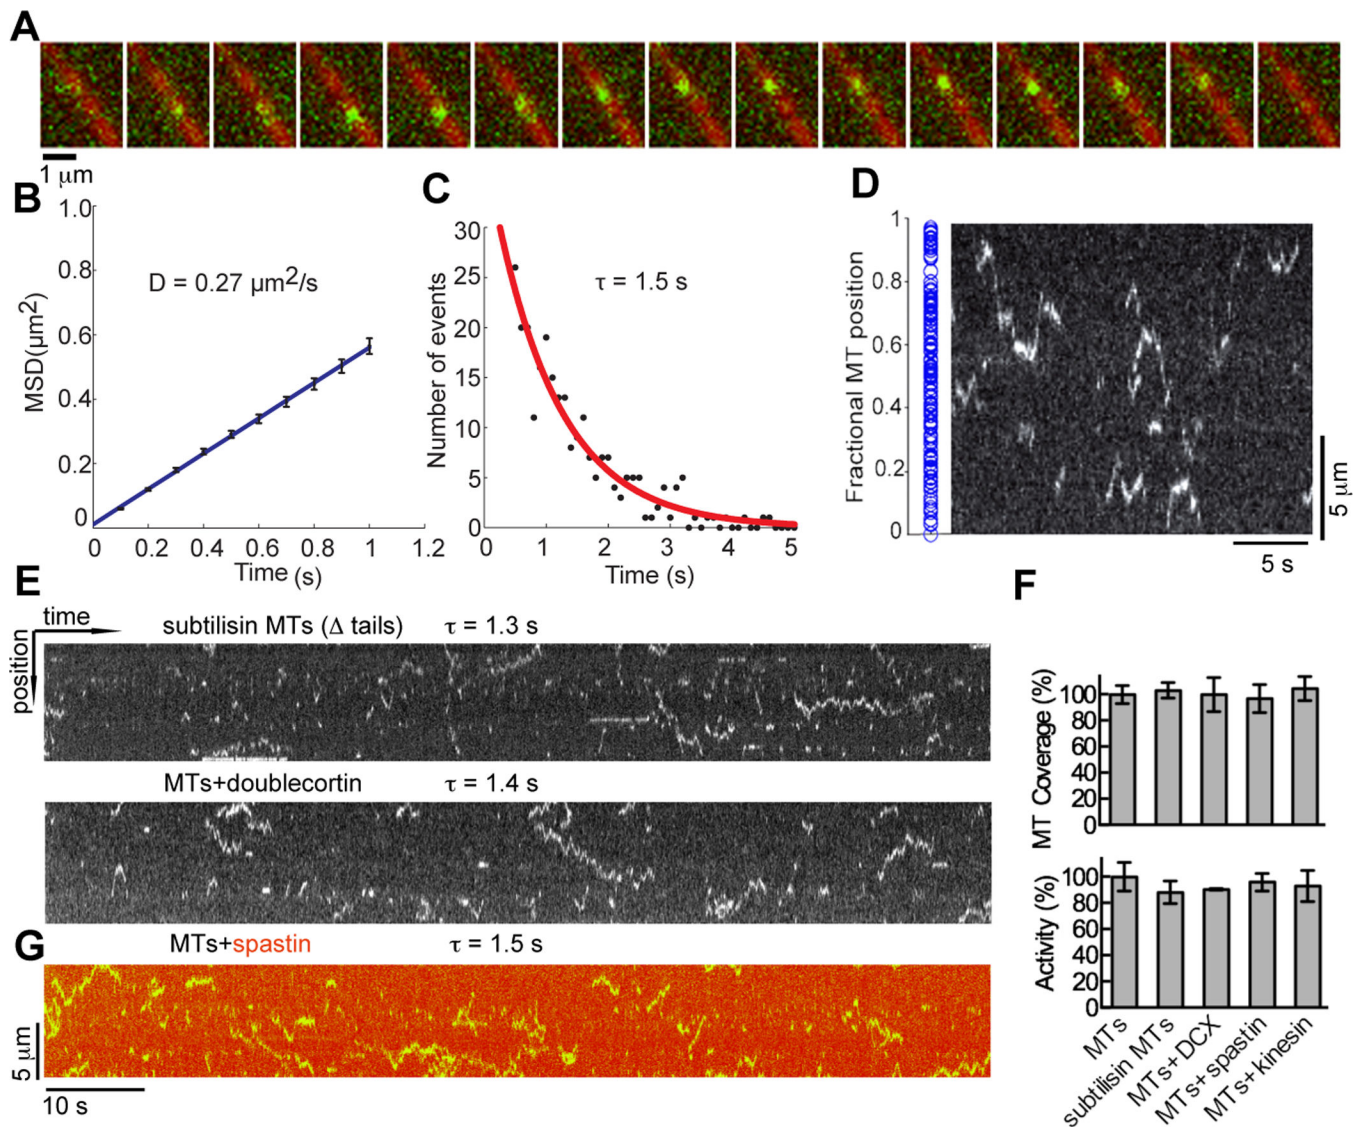 A
1 μm
B
MSD(μm2)
1.0
0.8
0.6
0.4
0.2
0
D = 0.27 μm2/s
0 0.2 0.4 0.6 0.8 1 1.2
Time (s)
C
Number of events
30
25
20
15
10
5
0
τ = 1.5 s
0 1 2 3 4 5
Time (s)
D
Fractional MT position
1
0.8
0.6
0.4
0.2
0
5 μm
5 s
E
time
position
subtilisin MTs (Δ tails) τ = 1.3 s
MTs+doublecortin τ = 1.4 s
G
MTs+spastin τ = 1.5 s
5 μm
10 s
F
MT Coverage (%)
100
80
60
40
20
0
Activity (%)
100
80
60
40
20
0
MTs
subtilisin MTs
MTs+DCX
MTs+spastin
MTs+kinesin